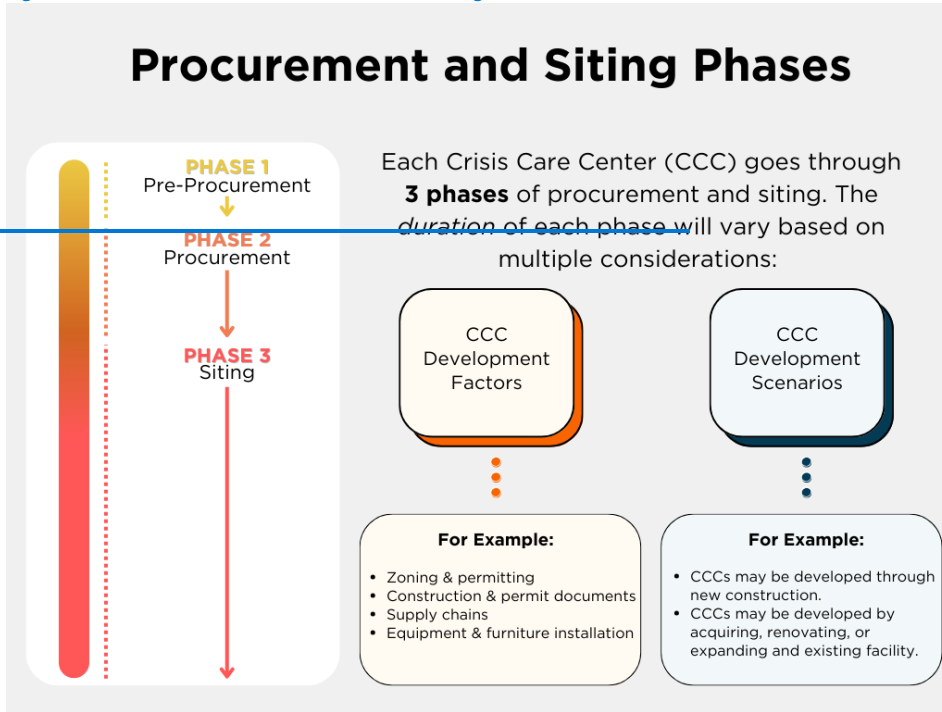 Procurement and Siting Phases
PHASE 1
Pre-Procurement
PHASE 2
Procurement
PHASE 3
Siting
Each Crisis Care Center (CCC) goes through
3 phases of procurement and siting. The
duration of each phase will vary based on
multiple considerations:
CCC
Development
Factors
For Example:
• Zoning & permitting
• Construction & permit documents
• Supply chains
• Equipment & furniture installation
CCC
Development
Scenarios
For Example:
• CCCs may be developed through
new construction.
• CCCs may be developed by
acquiring, renovating, or
expanding and existing facility.